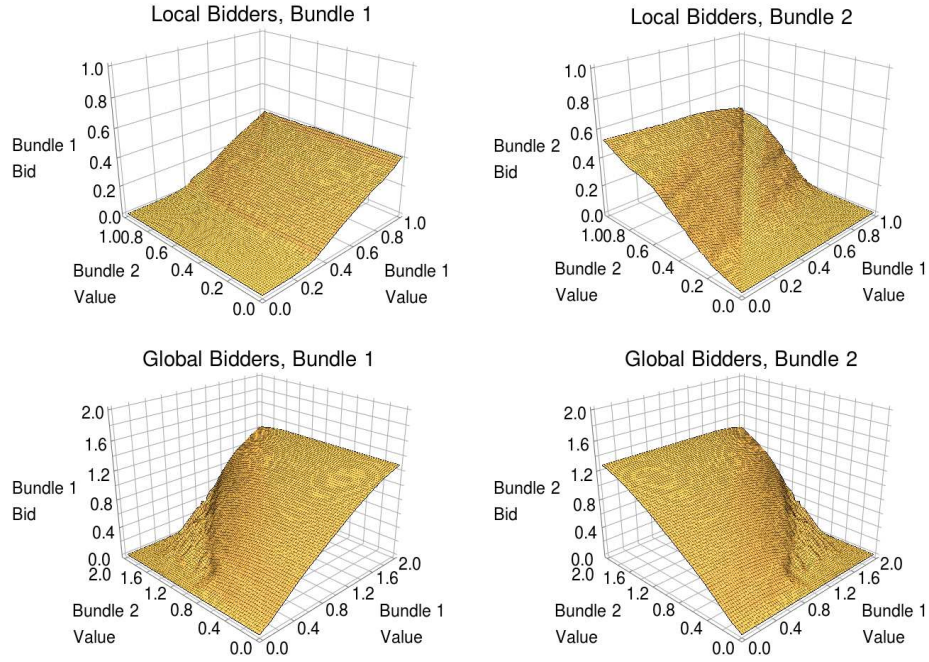 Local Bidders, Bundle 1
1.0
0.8
0.6
0.4
0.2
0.0
Bundle 1
Bid
1.0 0.8 0.6 0.4 0.2 0.0
Bundle 2
Value
0.0 0.2 0.4 0.6 0.8 1.0
Bundle 1
Value
Local Bidders, Bundle 2
1.0
0.8
0.6
0.4
0.2
0.0
Bundle 2
Bid
1.0 0.8 0.6 0.4 0.2 0.0
Bundle 2
Value
0.0 0.2 0.4 0.6 0.8 1.0
Bundle 1
Value
Global Bidders, Bundle 1
2.0
1.6
1.2
0.8
0.4
0.0
Bundle 1
Bid
2.0 1.6 1.2 0.8 0.4 0.0
Bundle 2
Value
0.0 0.4 0.8 1.2 1.6 2.0
Bundle 1
Value
Global Bidders, Bundle 2
2.0
1.6
1.2
0.8
0.4
0.0
Bundle 2
Bid
2.0 1.6 1.2 0.8 0.4 0.0
Bundle 2
Value
0.0 0.4 0.8 1.2 1.6 2.0
Bundle 1
Value